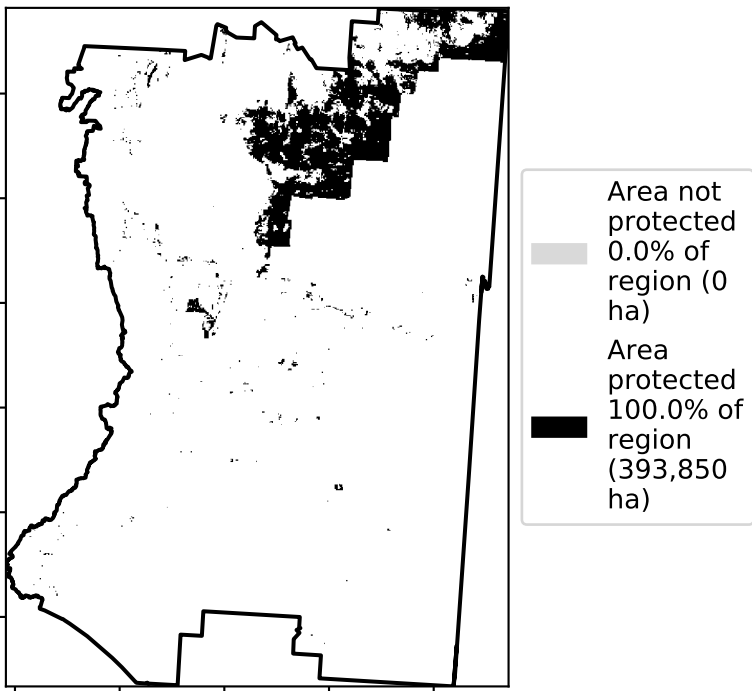 Area not
protected
0.0% of
region (0
ha)
Area
protected
100.0% of
region
(393,850
ha)